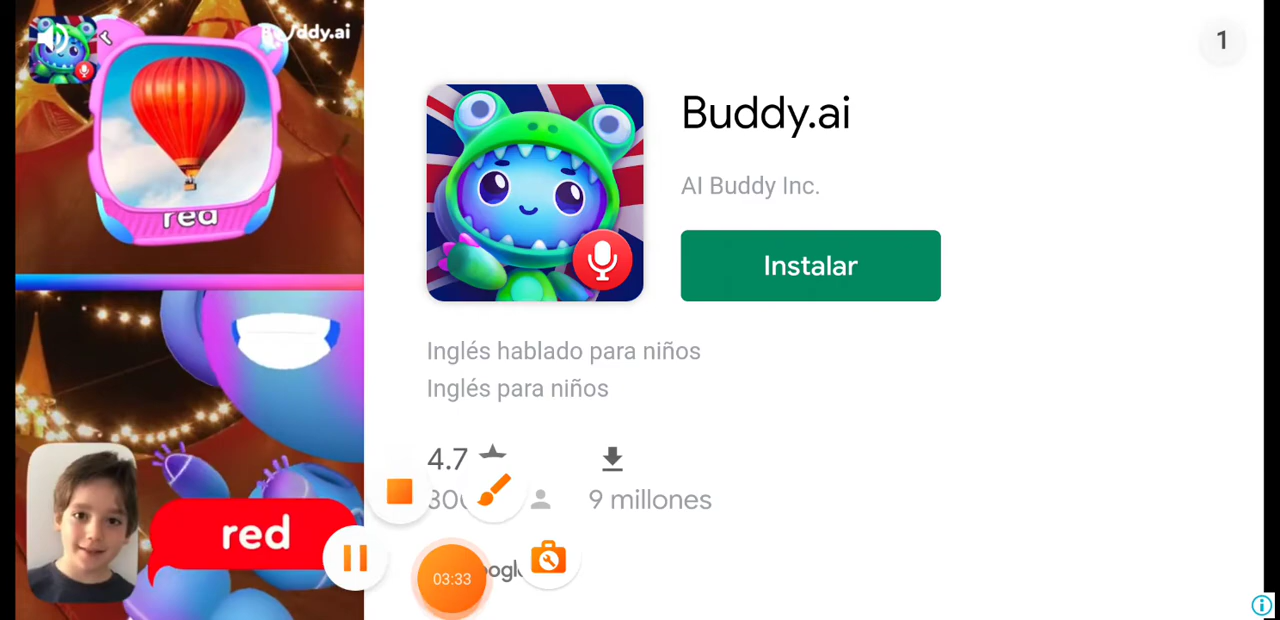 ddy.ai
red
red
1
Buddy.ai
AI Buddy Inc.
Instalar
Inglés hablado para niños
Inglés para niños
4.7
9 millones
03:33